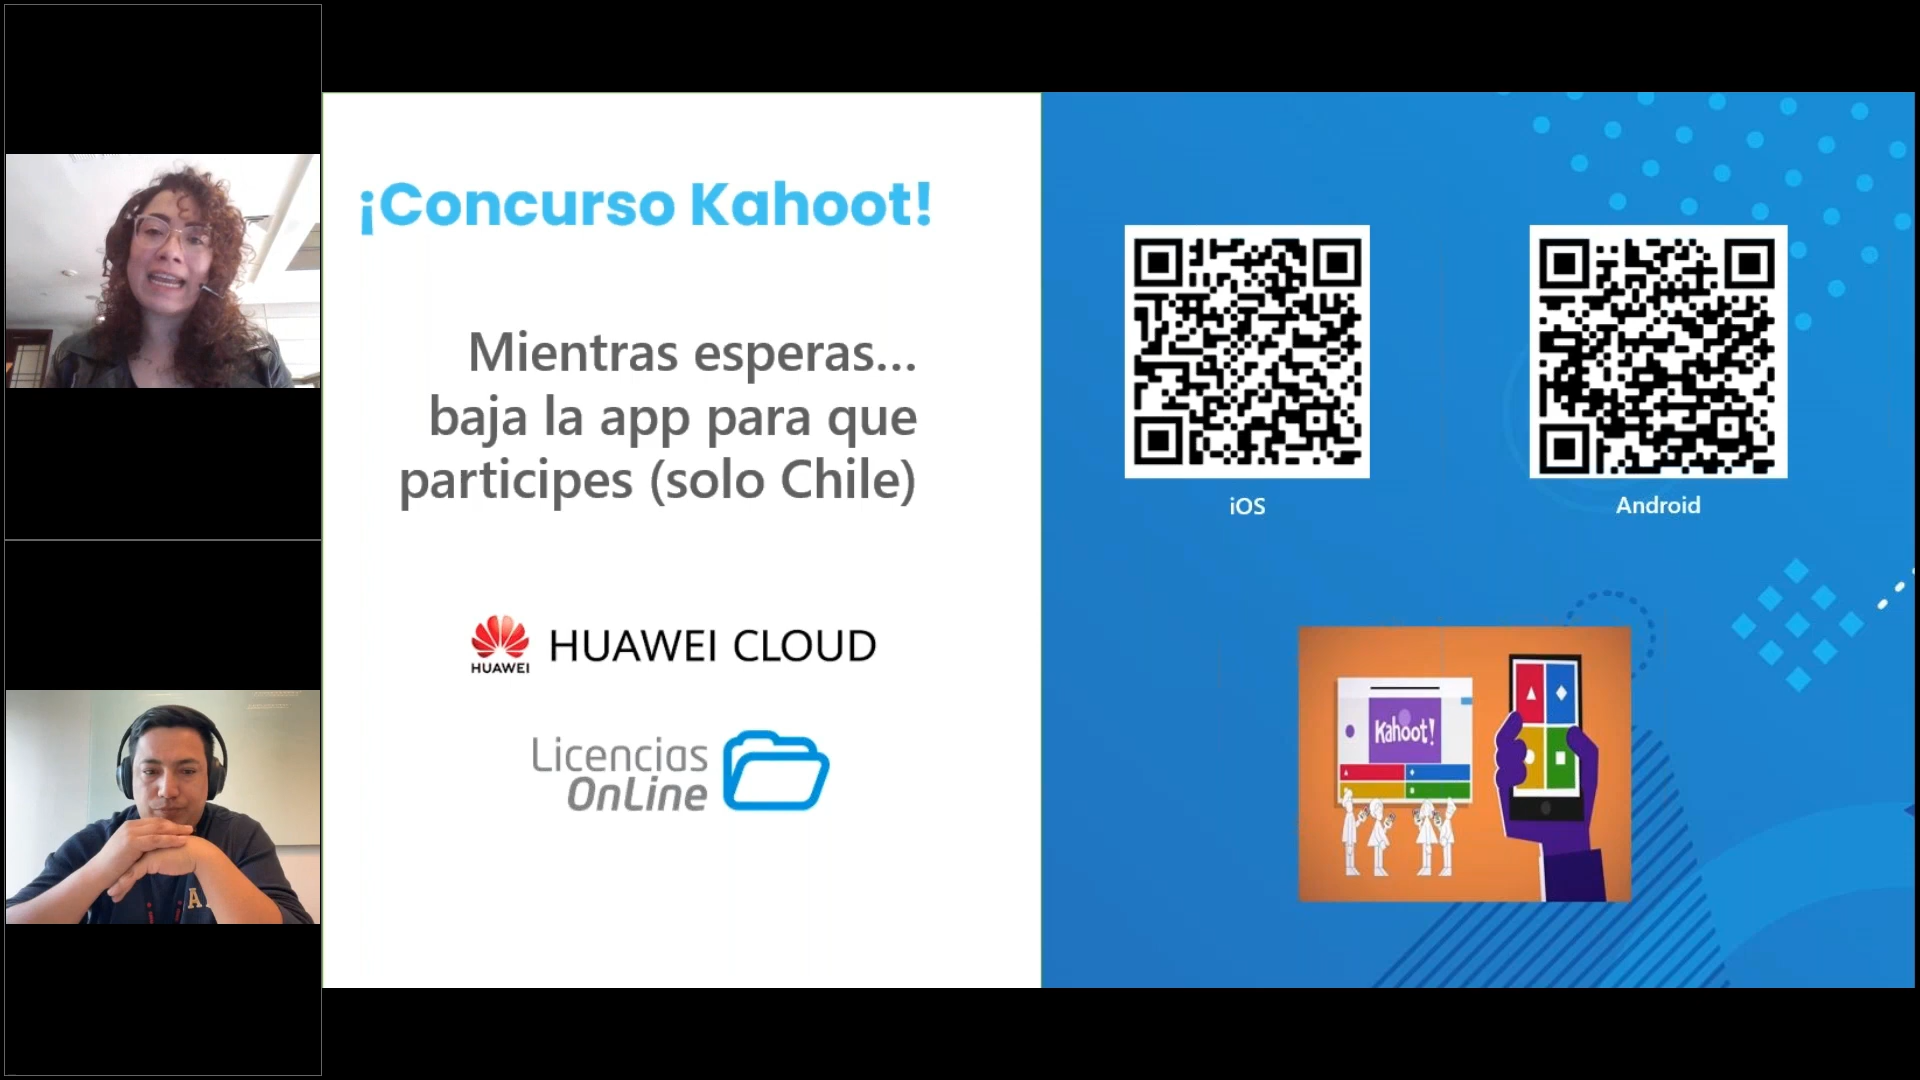 ¡Concurso Kahoot!
Mientras esperas...
baja la app para que
participes (solo Chile)
HUAWEI
HUAWEI CLOUD
Licencias
OnLine
iOS
Android
Kahoot!
A